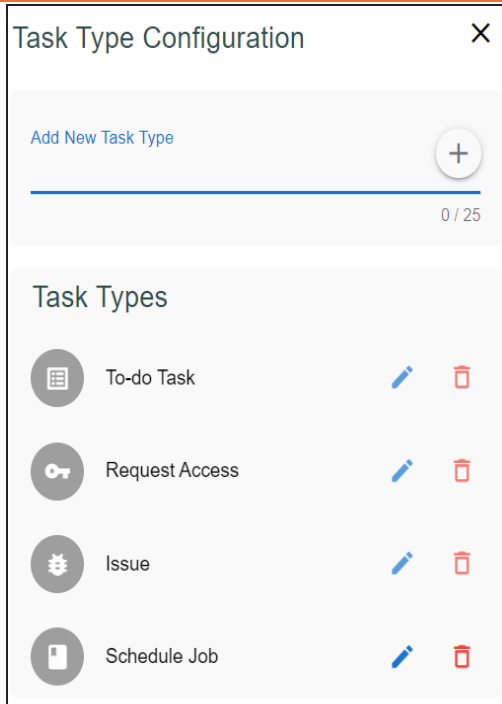 Task Type Configuration
Add New Task Type
0 / 25
Task Types
To-do Task
Request Access
Issue
Schedule Job